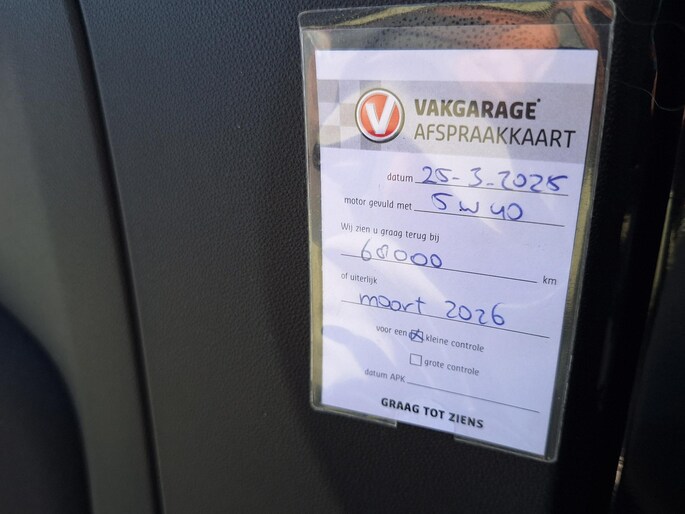 V VAKGARAGE
AFSPRAAKKAART
datum 25-3-2025
motor gevuld met 5w40
Wij zien u graag terug bij
60000 km
of uiterlijk
maart 2026
voor een kleine controle
grote controle
datum APK
GRAAG TOT ZIENS